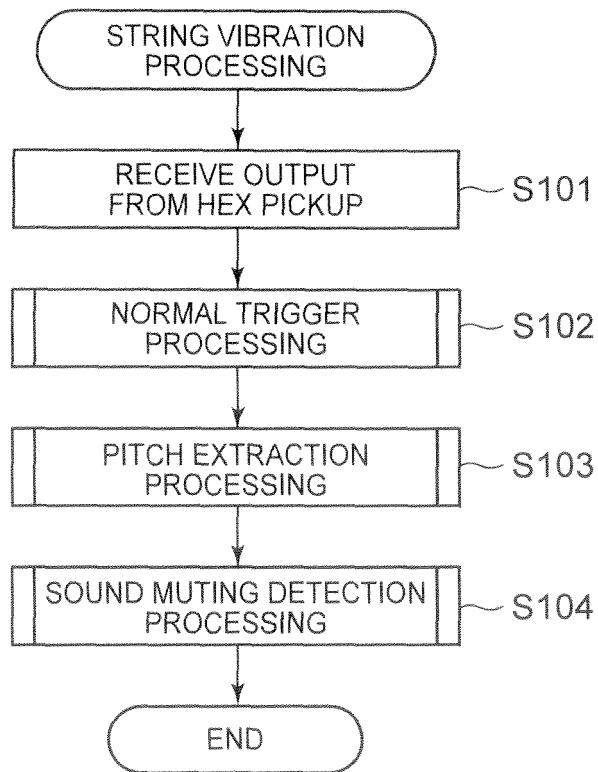 STRING VIBRATION
PROCESSING
RECEIVE OUTPUT
FROM HEX PICKUP
S101
NORMAL TRIGGER
PROCESSING
S102
PITCH EXTRACTION
PROCESSING
S103
SOUND MUTING DETECTION
PROCESSING
S104
END